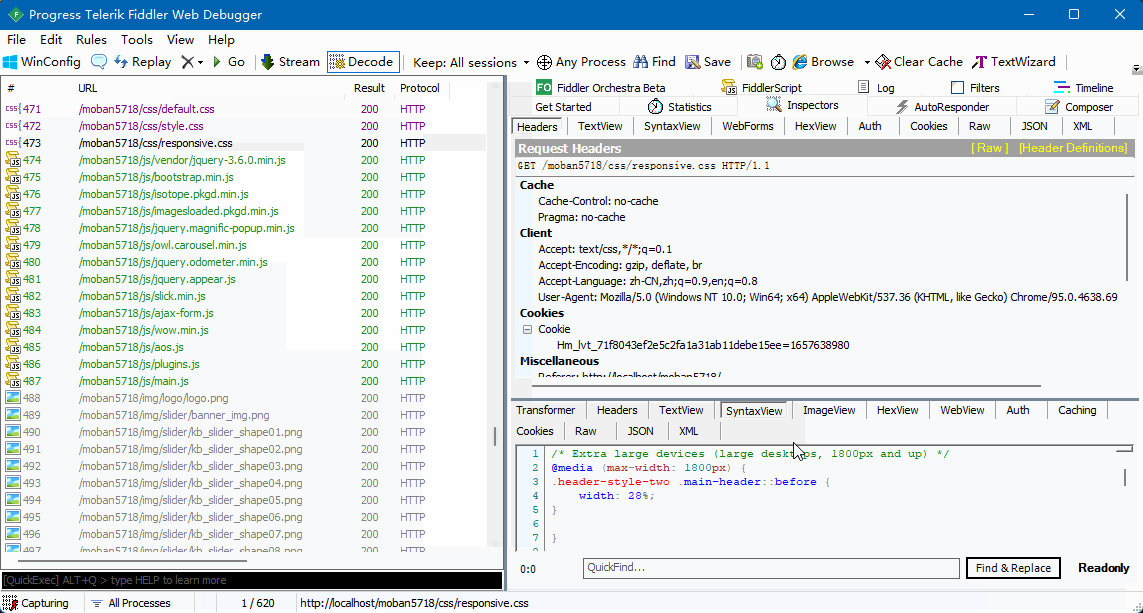 Progress Telerik Fiddler Web Debugger
File Edit Rules Tools View Help
WinConfig Replay Go Stream Decode Keep: All sessions Any Process Find Save Browse Clear Cache TextWizard
# URL Result Protocol
471 /moban5718/css/default.css 200 HTTP
472 /moban5718/css/style.css 200 HTTP
473 /moban5718/css/responsive.css 200 HTTP
474 /moban5718/js/vendor/jquery-3.6.0.min.js 200 HTTP
475 /moban5718/js/bootstrap.min.js 200 HTTP
476 /moban5718/js/isotope.pkgd.min.js 200 HTTP
477 /moban5718/js/imagesloaded.pkgd.min.js 200 HTTP
478 /moban5718/js/jquery.magnific-popup.min.js 200 HTTP
479 /moban5718/js/owl.carousel.min.js 200 HTTP
480 /moban5718/js/jquery.odometer.min.js 200 HTTP
481 /moban5718/js/jquery.appear.js 200 HTTP
482 /moban5718/js/slick.min.js 200 HTTP
483 /moban5718/js/ajax-form.js 200 HTTP
484 /moban5718/js/wow.min.js 200 HTTP
485 /moban5718/js/aos.js 200 HTTP
486 /moban5718/js/plugins.js 200 HTTP
487 /moban5718/js/main.js 200 HTTP
488 /moban5718/img/logo/logo.png 200 HTTP
489 /moban5718/img/slider/banner_img.png 200 HTTP
490 /moban5718/img/slider/kb_slider_shape01.png 200 HTTP
491 /moban5718/img/slider/kb_slider_shape02.png 200 HTTP
492 /moban5718/img/slider/kb_slider_shape03.png 200 HTTP
493 /moban5718/img/slider/kb_slider_shape04.png 200 HTTP
494 /moban5718/img/slider/kb_slider_shape05.png 200 HTTP
495 /moban5718/img/slider/kb_slider_shape06.png 200 HTTP
496 /moban5718/img/slider/kb_slider_shape07.png 200 HTTP
497 /moban5718/img/slider/kb_slider_shape08.png 200 HTTP
[QuickExec] ALT+Q > type HELP to learn more
FO Fiddler Orchestra Beta FiddlerScript Log Filters Timeline
Get Started Statistics Inspectors AutoResponder Composer
Headers TextView SyntaxView WebForms HexView Auth Cookies Raw JSON XML
Request Headers [ Raw ] [Header Definitions]
GET /moban5718/css/responsive.css HTTP/1.1
Cache
Cache-Control: no-cache
Pragma: no-cache
Client
Accept: text/css,*/*;q=0.1
Accept-Encoding: gzip, deflate, br
Accept-Language: zh-CN,zh;q=0.9,en;q=0.8
User-Agent: Mozilla/5.0 (Windows NT 10.0; Win64; x64) AppleWebKit/537.36 (KHTML, like Gecko) Chrome/95.0.4638.69
Cookies
Cookie
Hm_lvt_71f8043ef2e5c2fa1a31ab11debe15ee=1657638980
Miscellaneous
Referer: http://localhost/moban5718/
Transformer Headers TextView SyntaxView ImageView HexView WebView Auth Caching
Cookies Raw JSON XML
1 /* Extra large devices (large desktops, 1800px and up) */
2 @media (max-width: 1800px) {
3 .header-style-two .main-header::before {
4 width: 28%;
5 }
6
7 }
0:0 QuickFind... Find & Replace Readonly
Capturing All Processes 1 / 620 http://localhost/moban5718/css/responsive.css